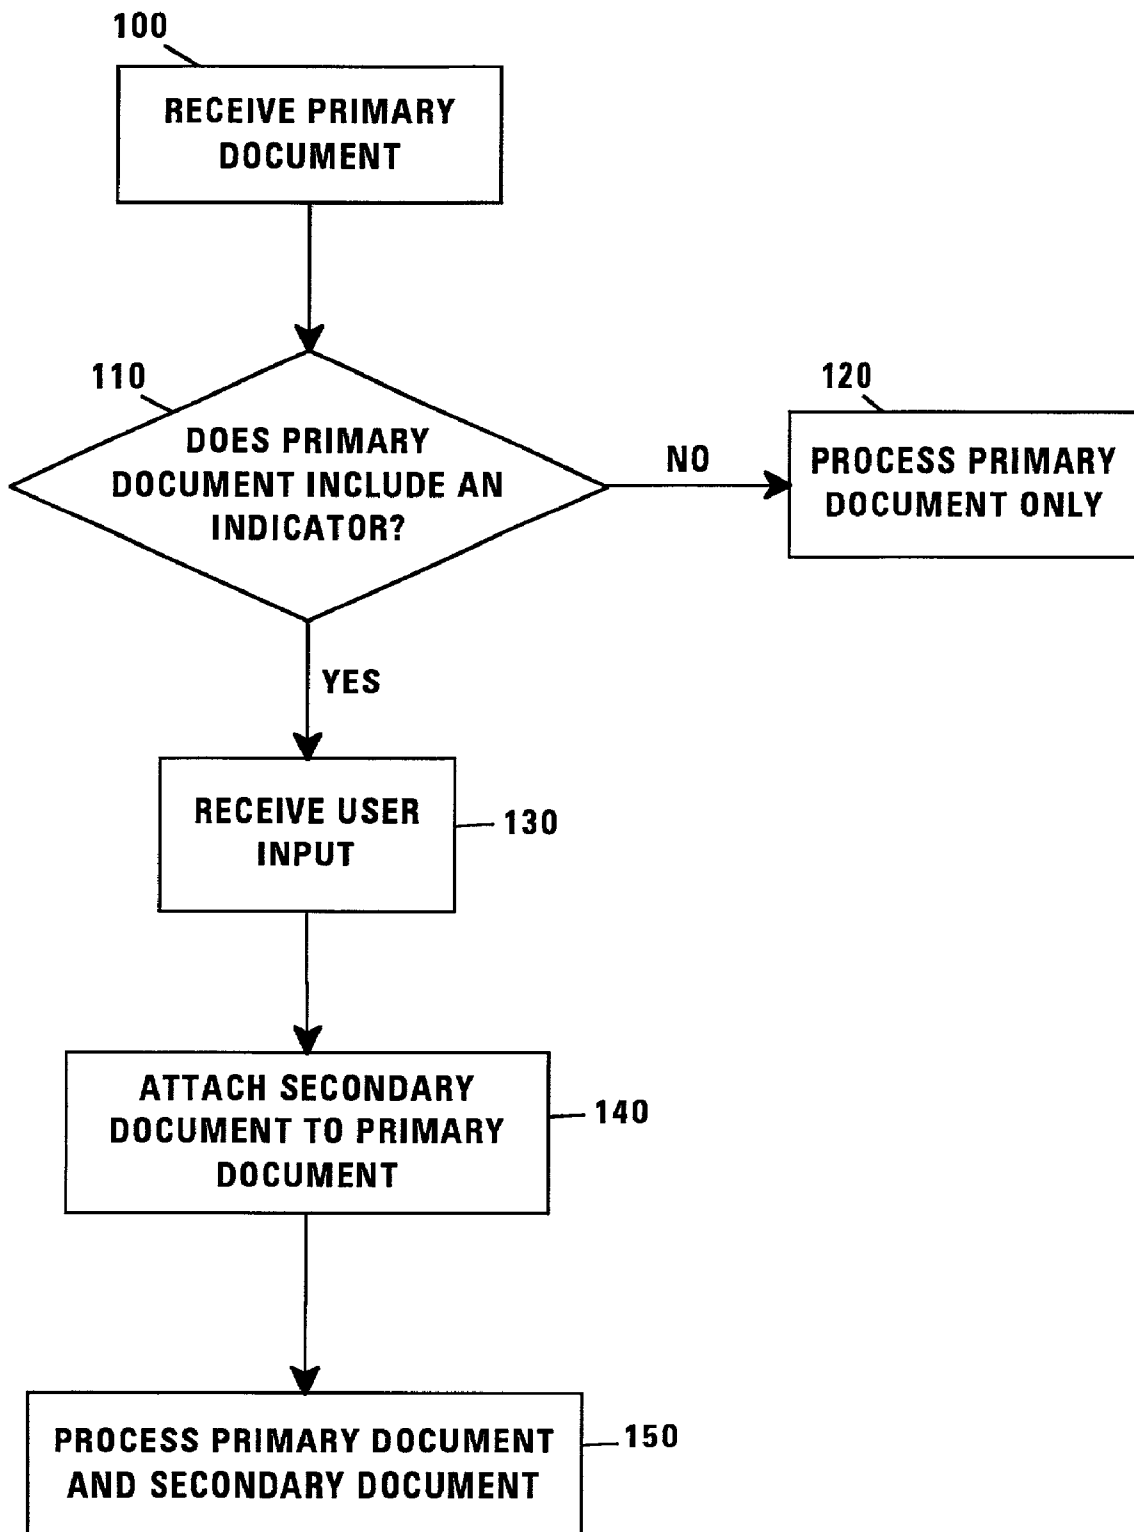 100
RECEIVE PRIMARY
DOCUMENT
110
DOES PRIMARY
DOCUMENT INCLUDE AN
INDICATOR?
NO
120
PROCESS PRIMARY
DOCUMENT ONLY
YES
RECEIVE USER
INPUT
130
ATTACH SECONDARY
DOCUMENT TO PRIMARY
DOCUMENT
140
PROCESS PRIMARY DOCUMENT
AND SECONDARY DOCUMENT
150